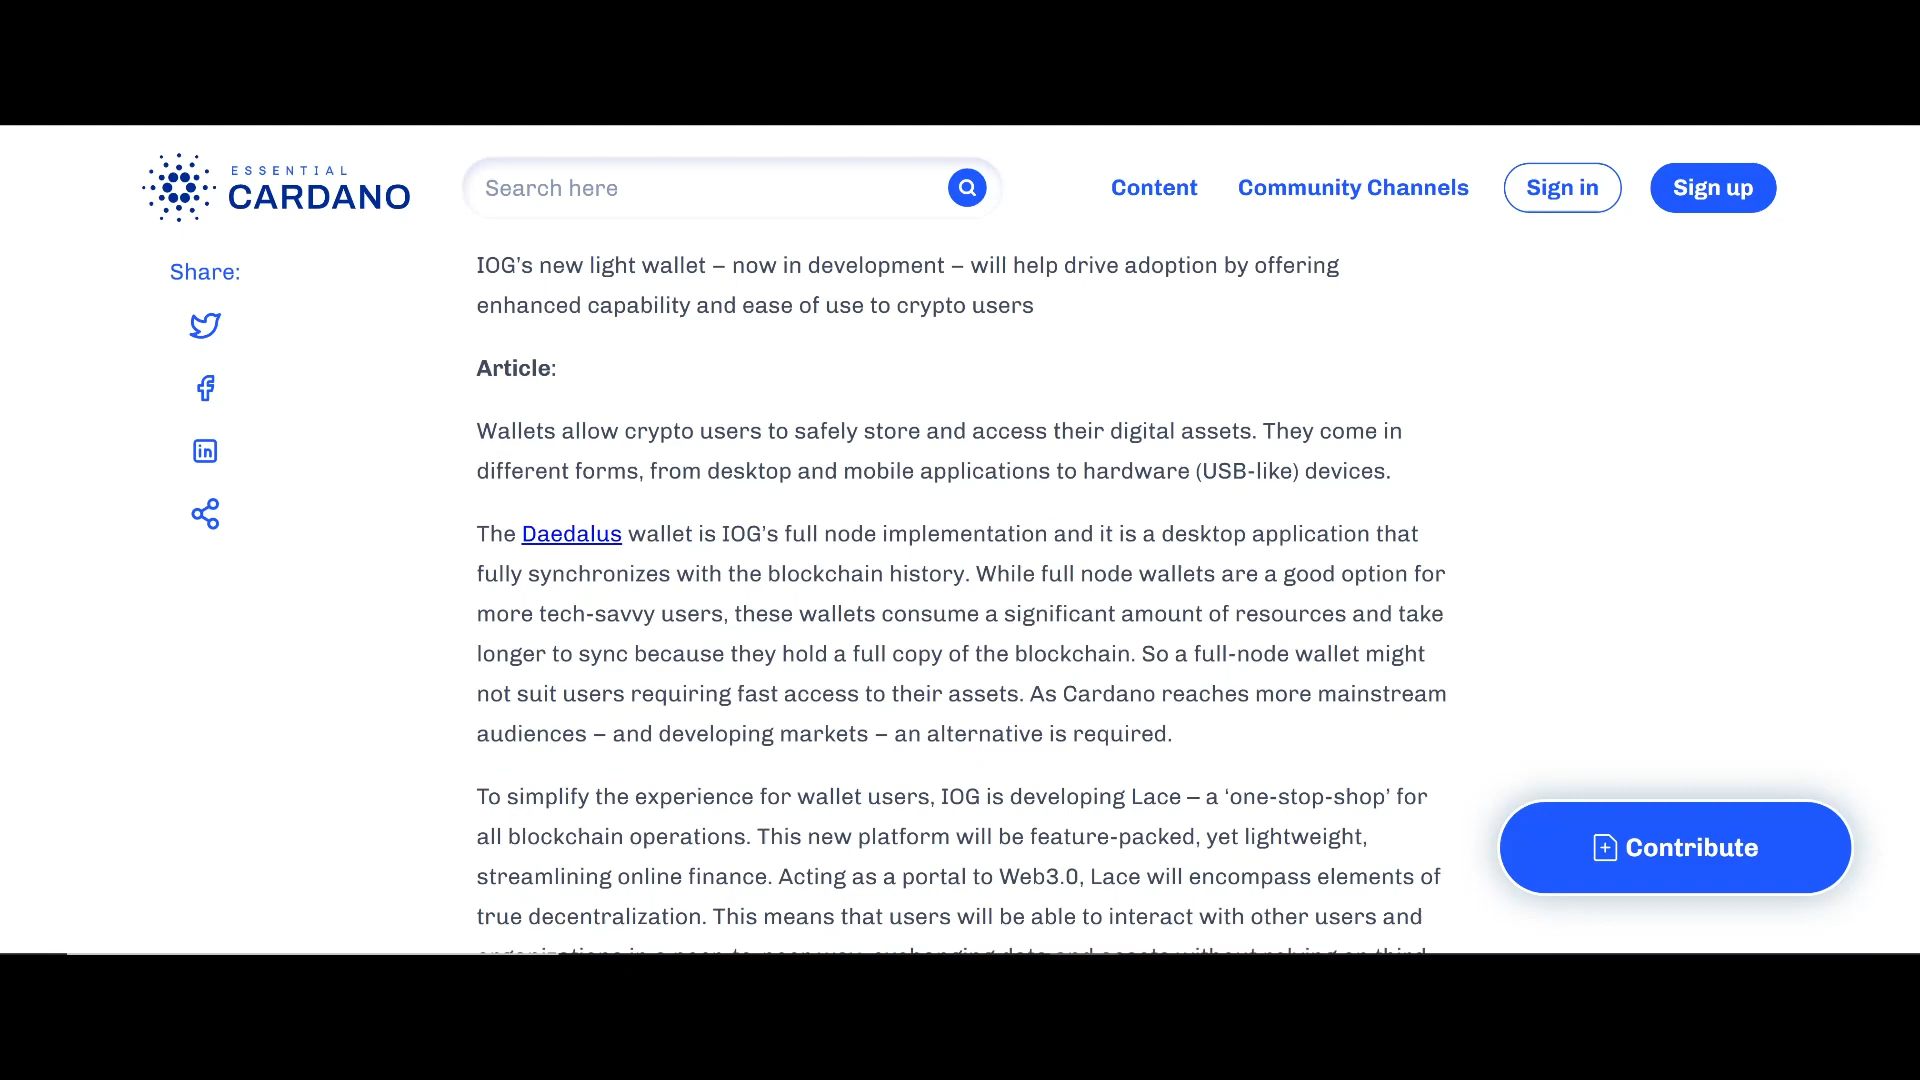 ESSENTIAL
CARDANO
Search here
Content
Community Channels
Sign in
Sign up
Share:
IOG’s new light wallet – now in development – will help drive adoption by offering
enhanced capability and ease of use to crypto users
Article:
Wallets allow crypto users to safely store and access their digital assets. They come in
different forms, from desktop and mobile applications to hardware (USB-like) devices.
The Daedalus wallet is IOG’s full node implementation and it is a desktop application that
fully synchronizes with the blockchain history. While full node wallets are a good option for
more tech-savvy users, these wallets consume a significant amount of resources and take
longer to sync because they hold a full copy of the blockchain. So a full-node wallet might
not suit users requiring fast access to their assets. As Cardano reaches more mainstream
audiences – and developing markets – an alternative is required.
To simplify the experience for wallet users, IOG is developing Lace – a ‘one-stop-shop’ for
all blockchain operations. This new platform will be feature-packed, yet lightweight,
streamlining online finance. Acting as a portal to Web3.0, Lace will encompass elements of
true decentralization. This means that users will be able to interact with other users and
Contribute